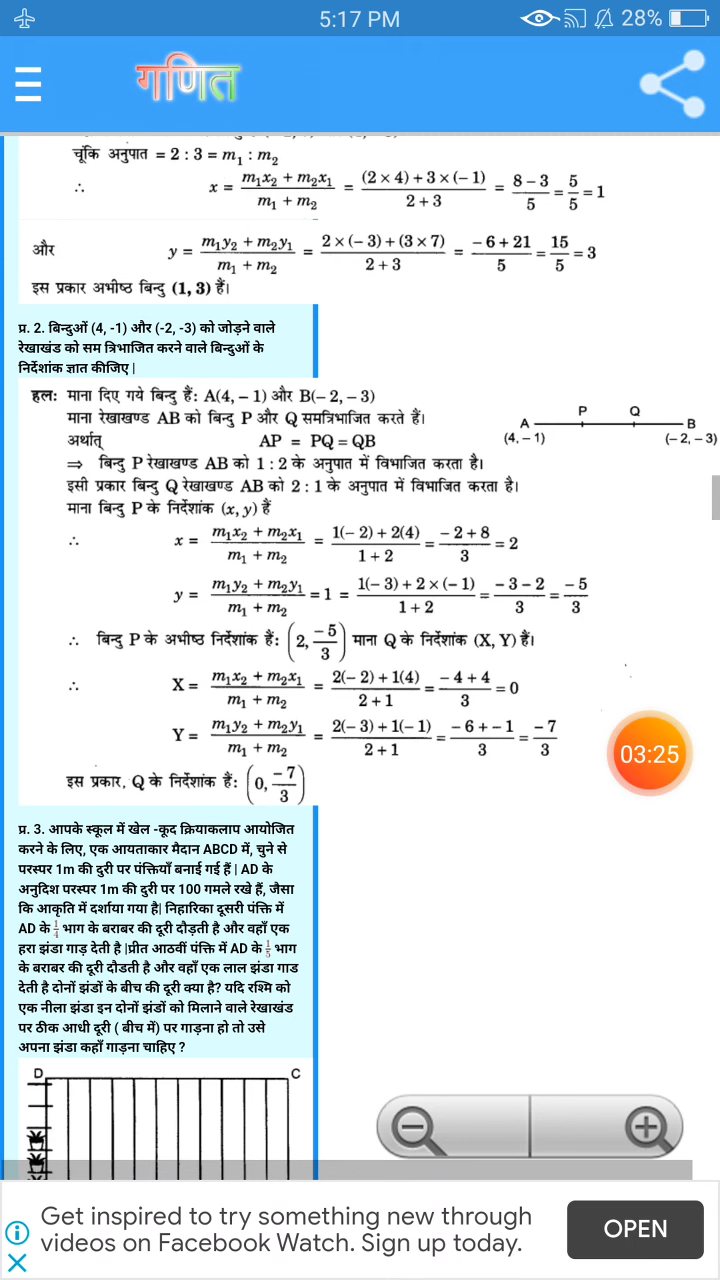 5:17 PM
28%
गणित
चूंकि अनुपात = 2 : 3 = m₁ : m₂
∴ x = (m₁x₂ + m₂x₁)/(m₁ + m₂) = ((2 × 4) + 3 × (– 1))/(2 + 3) = (8 – 3)/5 = 5/5 = 1
और y = (m₁y₂ + m₂y₁)/(m₁ + m₂) = (2 × (– 3) + (3 × 7))/(2 + 3) = (– 6 + 21)/5 = 15/5 = 3
इस प्रकार अभीष्ठ बिन्दु (1, 3) हैं।
प्र. 2. बिन्दुओं (4, -1) और (-2, -3) को जोड़ने वाले
रेखाखंड को सम त्रिभाजित करने वाले बिन्दुओं के
निर्देशांक ज्ञात कीजिए |
हलः माना दिए गये बिन्दु हैं: A(4, – 1) और B(– 2, – 3)
माना रेखाखण्ड AB को बिन्दु P और Q समत्रिभाजित करते हैं।
अर्थात् AP = PQ = QB
A P Q B
(4, – 1) (– 2, – 3)
⇒ बिन्दु P रेखाखण्ड AB को 1 : 2 के अनुपात में विभाजित करता है।
इसी प्रकार बिन्दु Q रेखाखण्ड AB को 2 : 1 के अनुपात में विभाजित करता है।
माना बिन्दु P के निर्देशांक (x, y) हैं
∴ x = (m₁x₂ + m₂x₁)/(m₁ + m₂) = (1(– 2) + 2(4))/(1 + 2) = (– 2 + 8)/3 = 2
y = (m₁y₂ + m₂y₁)/(m₁ + m₂) = 1 = (1(– 3) + 2 × (– 1))/(1 + 2) = (– 3 – 2)/3 = – 5/3
∴ बिन्दु P के अभीष्ठ निर्देशांक हैं: (2, –5/3) माना Q के निर्देशांक (X, Y) हैं।
∴ X = (m₁x₂ + m₂x₁)/(m₁ + m₂) = (2(– 2) + 1(4))/(2 + 1) = (– 4 + 4)/3 = 0
Y = (m₁y₂ + m₂y₁)/(m₁ + m₂) = (2(– 3) + 1(– 1))/(2 + 1) = (– 6 + – 1)/3 = – 7/3
03:25
इस प्रकार, Q के निर्देशांक हैं: (0, –7/3)
प्र. 3. आपके स्कूल में खेल -कूद क्रियाकलाप आयोजित
करने के लिए, एक आयताकार मैदान ABCD में, चुने से
परस्पर 1m की दुरी पर पंक्तियाँ बनाई गई हैं | AD के
अनुदिश परस्पर 1m की दुरी पर 100 गमले रखे हैं, जैसा
कि आकृति में दर्शाया गया है| निहारिका दूसरी पंक्ति में
AD के 1/4 भाग के बराबर की दूरी दौड़ती है और वहाँ एक
हरा झंडा गाड़ देती है |प्रीत आठवीं पंक्ति में AD के 1/5 भाग
के बराबर की दूरी दौडती है और वहाँ एक लाल झंडा गाड
देती है दोनों झंडों के बीच की दूरी क्या है? यदि रश्मि को
एक नीला झंडा इन दोनों झंडों को मिलाने वाले रेखाखंड
पर ठीक आधी दूरी ( बीच में) पर गाड़ना हो तो उसे
अपना झंडा कहाँ गाड़ना चाहिए ?
D C
Get inspired to try something new through
videos on Facebook Watch. Sign up today.
OPEN